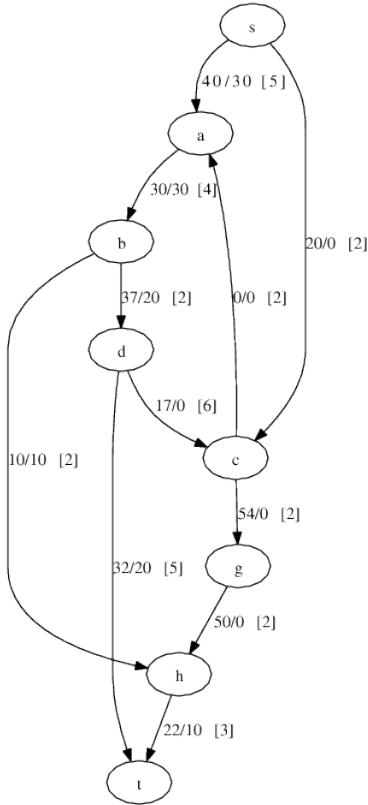 s
40/30 [5]
a
30/30 [4]
20/0 [2]
b
37/20 [2]
0/0 [2]
d
17/0 [6]
10/10 [2]
c
54/0 [2]
32/20 [5]
g
50/0 [2]
h
22/10 [3]
t